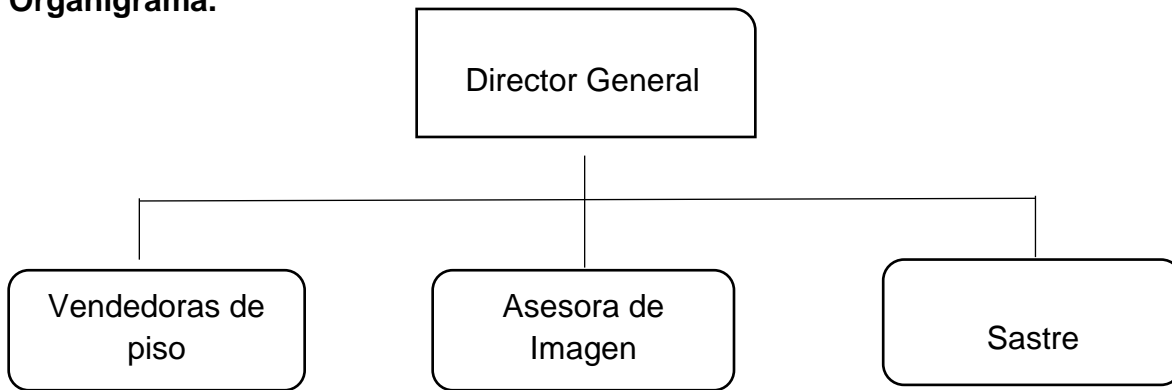 Organigrama.
Director General
Vendedoras de
piso
Asesora de
Imagen
Sastre